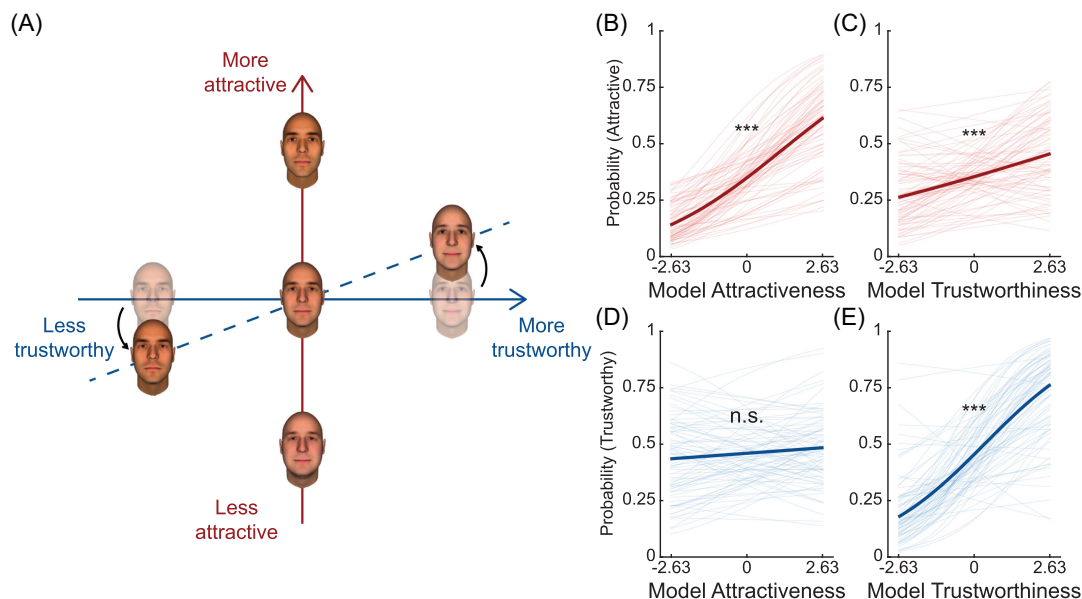 (A)
More
attractive
Less
trustworthy
More
trustworthy
Less
attractive
(B)
1
0.75
0.5
0.25
0
Probability (Attractive)
***
-2.63
0
2.63
Model Attractiveness
(C)
1
0.75
0.5
0.25
0
***
-2.63
0
2.63
Model Trustworthiness
(D)
1
0.75
0.5
0.25
0
Probability (Trustworthy)
n.s.
-2.63
0
2.63
Model Attractiveness
(E)
1
0.75
0.5
0.25
0
***
-2.63
0
2.63
Model Trustworthiness